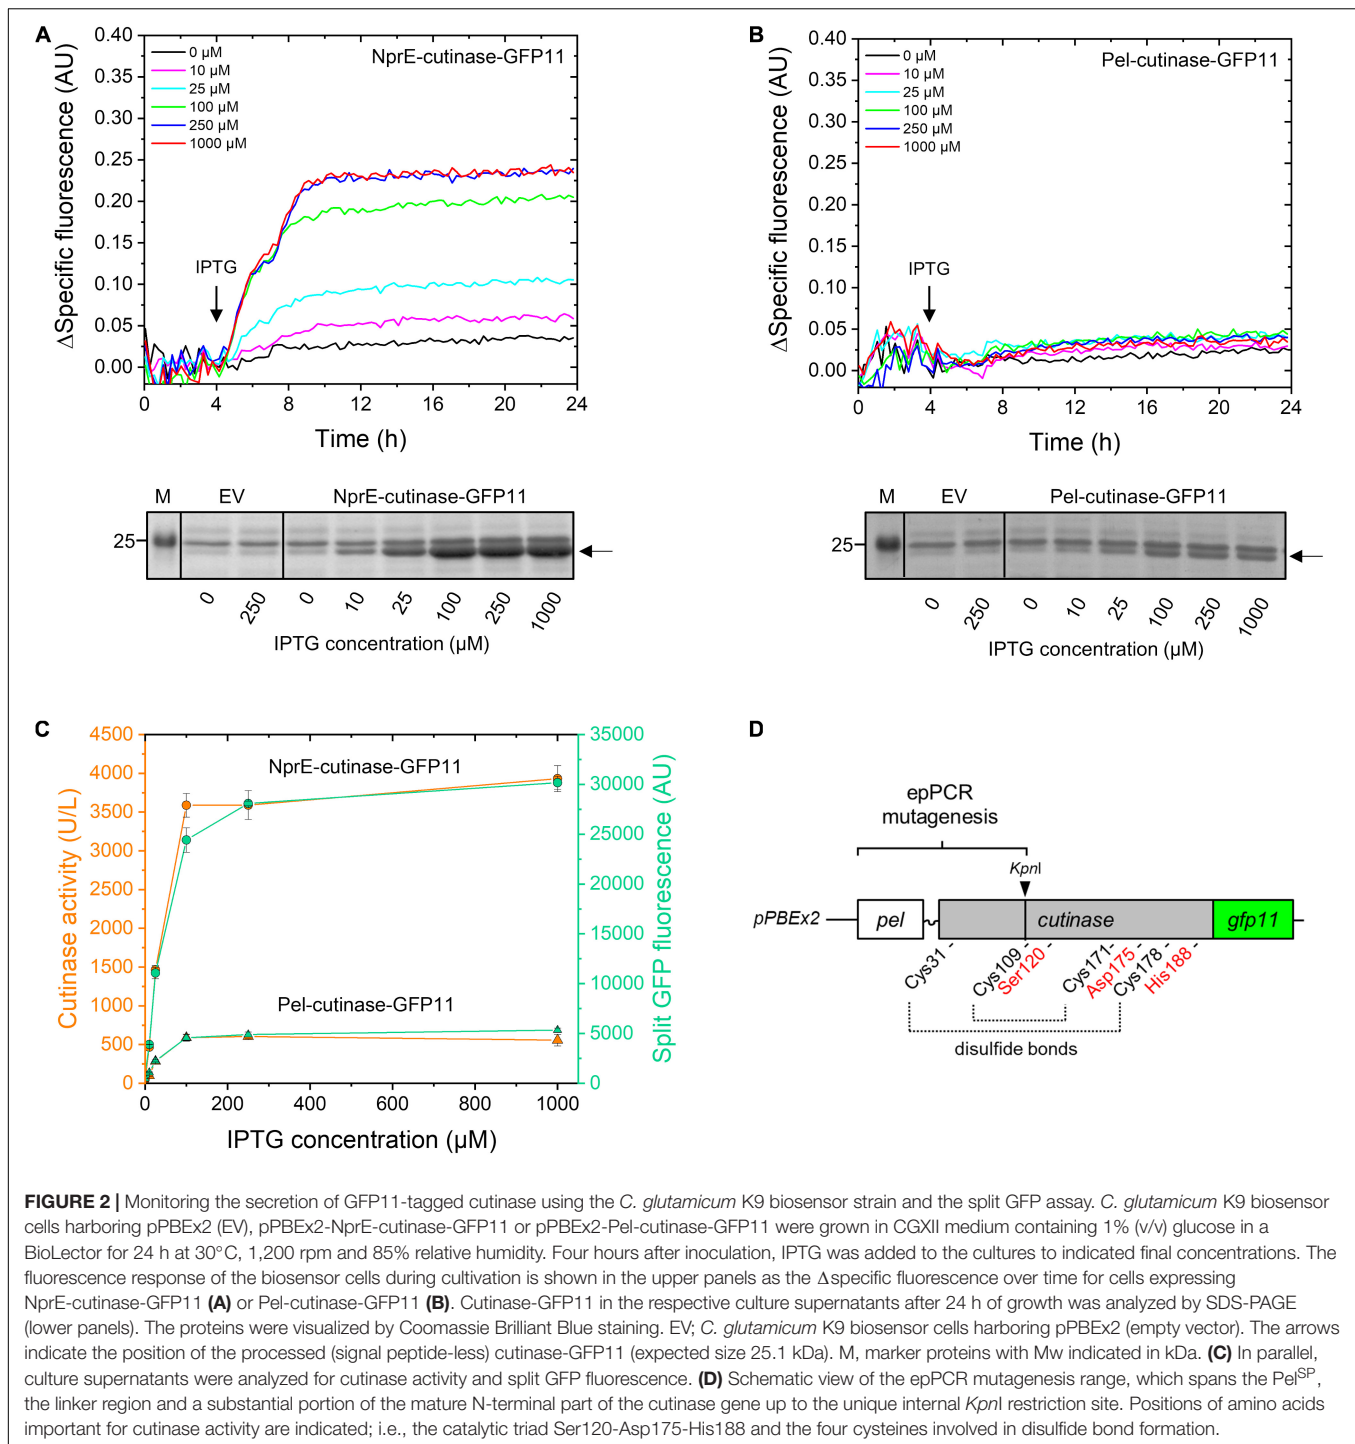 A
NprE-cutinase-GFP11
0 µM
10 µM
25 µM
100 µM
250 µM
1000 µM
0.40
0.35
0.30
0.25
0.20
0.15
0.10
0.05
0.00
ΔSpecific fluorescence (AU)
IPTG
0 4 8 12 16 20 24
Time (h)
M EV NprE-cutinase-GFP11
25
0 250 0 10 25 100 250 1000
IPTG concentration (µM)
B
Pel-cutinase-GFP11
0 µM
10 µM
25 µM
100 µM
250 µM
1000 µM
0.40
0.35
0.30
0.25
0.20
0.15
0.10
0.05
0.00
ΔSpecific fluorescence (AU)
IPTG
0 4 8 12 16 20 24
Time (h)
M EV Pel-cutinase-GFP11
25
0 250 0 10 25 100 250 1000
IPTG concentration (µM)
C
4500
4000
3500
3000
2500
2000
1500
1000
500
0
Cutinase activity (U/L)
NprE-cutinase-GFP11
Pel-cutinase-GFP11
35000
30000
25000
20000
15000
10000
5000
0
Split GFP fluorescence (AU)
0 200 400 600 800 1000
IPTG concentration (µM)
D
epPCR
mutagenesis
KpnI
pPBEx2 pel cutinase gfp11
Cys31 Cys109 Ser120 Cys171 Asp175 Cys178 His188
disulfide bonds
FIGURE 2 | Monitoring the secretion of GFP11-tagged cutinase using the C. glutamicum K9 biosensor strain and the split GFP assay. C. glutamicum K9 biosensor
cells harboring pPBEx2 (EV), pPBEx2-NprE-cutinase-GFP11 or pPBEx2-Pel-cutinase-GFP11 were grown in CGXII medium containing 1% (v/v) glucose in a
BioLector for 24 h at 30°C, 1,200 rpm and 85% relative humidity. Four hours after inoculation, IPTG was added to the cultures to indicated final concentrations. The
fluorescence response of the biosensor cells during cultivation is shown in the upper panels as the Δspecific fluorescence over time for cells expressing
NprE-cutinase-GFP11 (A) or Pel-cutinase-GFP11 (B). Cutinase-GFP11 in the respective culture supernatants after 24 h of growth was analyzed by SDS-PAGE
(lower panels). The proteins were visualized by Coomassie Brilliant Blue staining. EV; C. glutamicum K9 biosensor cells harboring pPBEx2 (empty vector). The arrows
indicate the position of the processed (signal peptide-less) cutinase-GFP11 (expected size 25.1 kDa). M, marker proteins with Mw indicated in kDa. (C) In parallel,
culture supernatants were analyzed for cutinase activity and split GFP fluorescence. (D) Schematic view of the epPCR mutagenesis range, which spans the Pel^SP,
the linker region and a substantial portion of the mature N-terminal part of the cutinase gene up to the unique internal KpnI restriction site. Positions of amino acids
important for cutinase activity are indicated; i.e., the catalytic triad Ser120-Asp175-His188 and the four cysteines involved in disulfide bond formation.